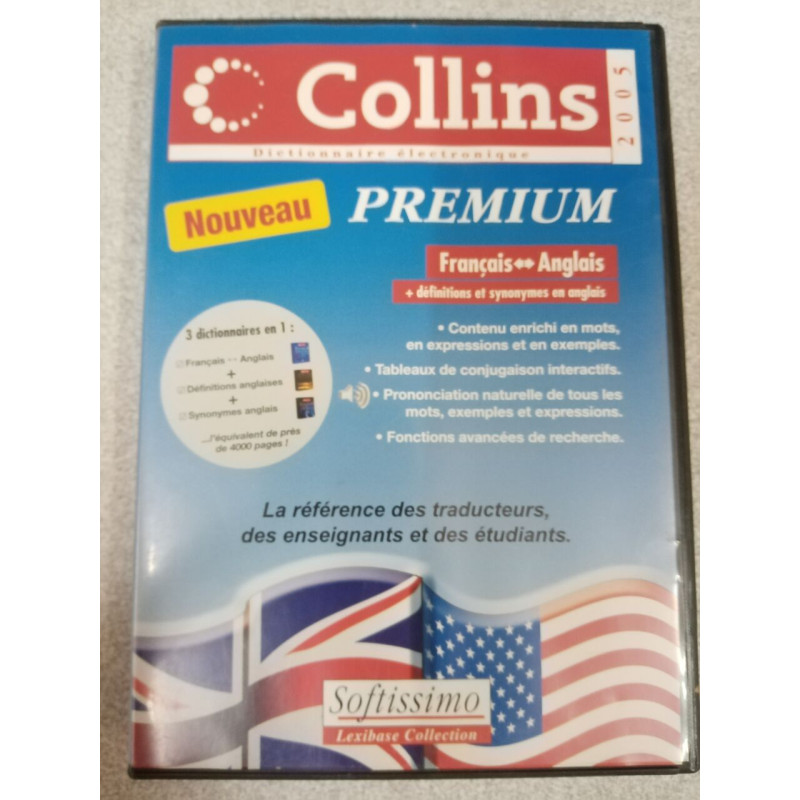 Collins
2005
Dictionnaire électronique
Nouveau
PREMIUM
Français ↔ Anglais
+ définitions et synonymes en anglais
3 dictionnaires en 1 :
Français ↔ Anglais
+
Définitions anglaises
+
Synonymes anglais
...l'équivalent de près
de 4000 pages !
• Contenu enrichi en mots,
en expressions et en exemples.
• Tableaux de conjugaison interactifs.
• Prononciation naturelle de tous les
mots, exemples et expressions.
• Fonctions avancées de recherche.
La référence des traducteurs,
des enseignants et des étudiants.
Softissimo
Lexibase Collection